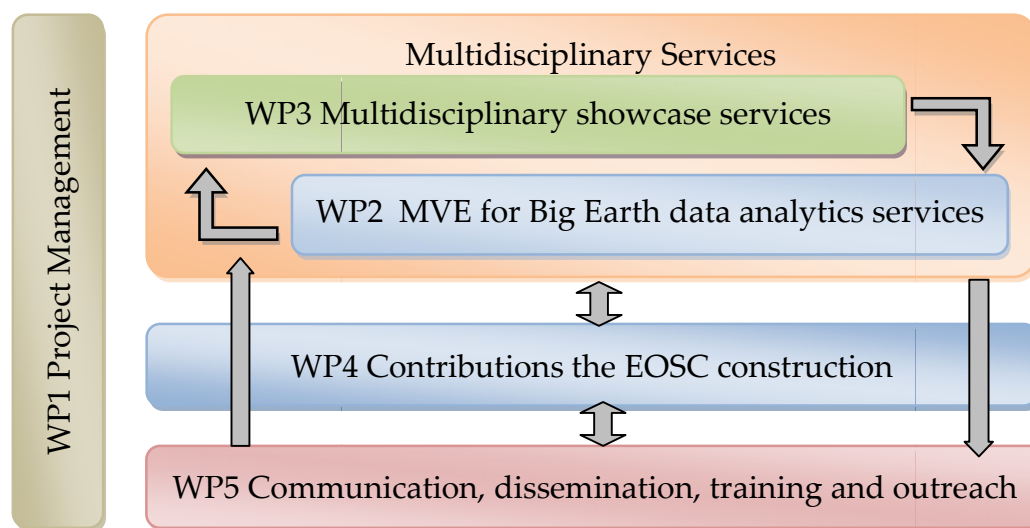 WP1 Project Management
Multidisciplinary Services
WP3 Multidisciplinary showcase services
WP2 MVE for Big Earth data analytics services
WP4 Contributions the EOSC construction
WP5 Communication, dissemination, training and outreach